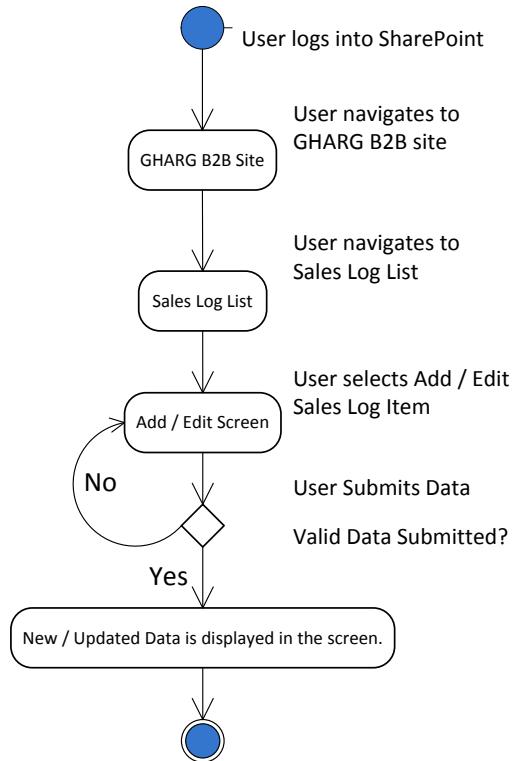 User logs into SharePoint
User navigates to
GHARG B2B site
GHARG B2B Site
User navigates to
Sales Log List
Sales Log List
User selects Add / Edit
Sales Log Item
Add / Edit Screen
No
User Submits Data
Valid Data Submitted?
Yes
New / Updated Data is displayed in the screen.